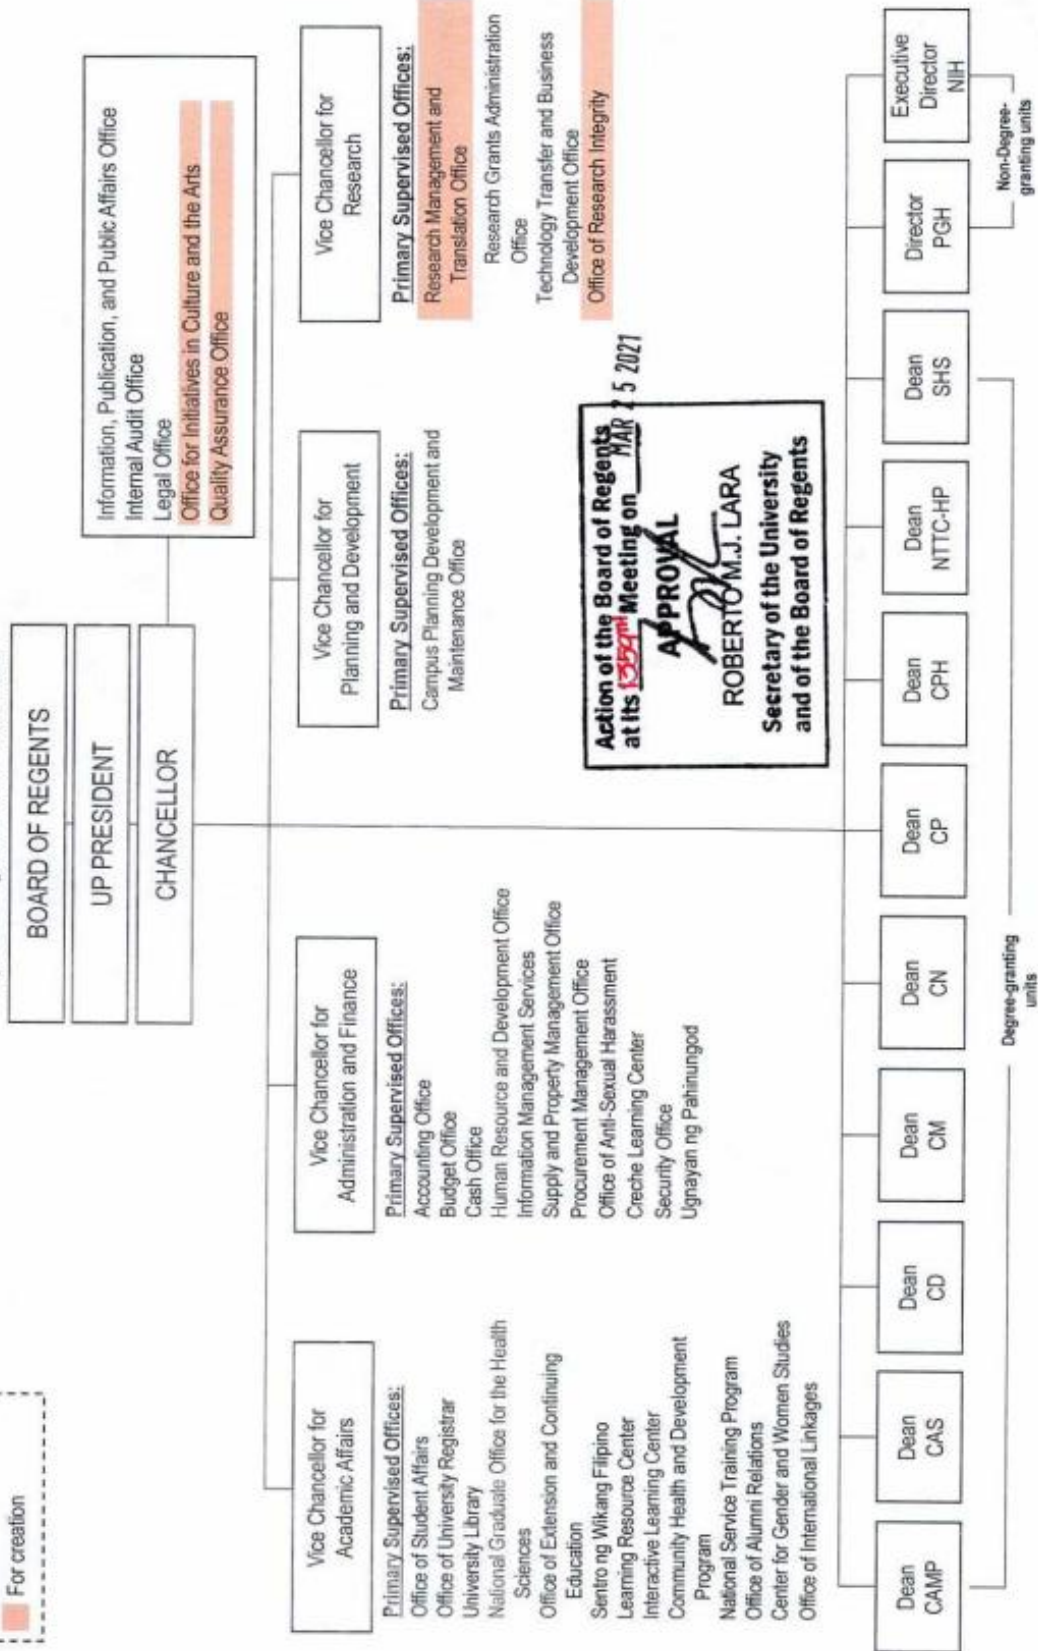 For creation
BOARD OF REGENTS
UP PRESIDENT
CHANCELLOR
Information, Publication, and Public Affairs Office
Internal Audit Office
Legal Office
Office for Initiatives in Culture and the Arts
Quality Assurance Office
Vice Chancellor for
Academic Affairs
Primary Supervised Offices:
Office of Student Affairs
Office of University Registrar
University Library
National Graduate Office for the Health
Sciences
Office of Extension and Continuing
Education
Sentro ng Wikang Filipino
Learning Resource Center
Interactive Learning Center
Community Health and Development
Program
National Service Training Program
Office of Alumni Relations
Center for Gender and Women Studies
Office of International Linkages
Vice Chancellor for
Administration and Finance
Primary Supervised Offices:
Accounting Office
Budget Office
Cash Office
Human Resource and Development Office
Information Management Services
Supply and Property Management Office
Procurement Management Office
Office of Anti-Sexual Harassment
Creche Learning Center
Security Office
Ugnayan ng Pahinungod
Vice Chancellor for
Planning and Development
Primary Supervised Offices:
Campus Planning Development and
Maintenance Office
Vice Chancellor for
Research
Primary Supervised Offices:
Research Management and
Translation Office
Research Grants Administration
Office
Technology Transfer and Business
Development Office
Office of Research Integrity
Action of the Board of Regents
at its 1359th Meeting on MAR 25 2021
APPROVAL
ROBERTO M.J. LARA
Secretary of the University
and of the Board of Regents
Dean
CAMP
Dean
CAS
Dean
CD
Dean
CM
Dean
CN
Dean
CP
Dean
CPH
Dean
NTTC-HP
Dean
SHS
Director
PGH
Executive
Director
NIH
Degree-granting
units
Non-Degree-
granting units